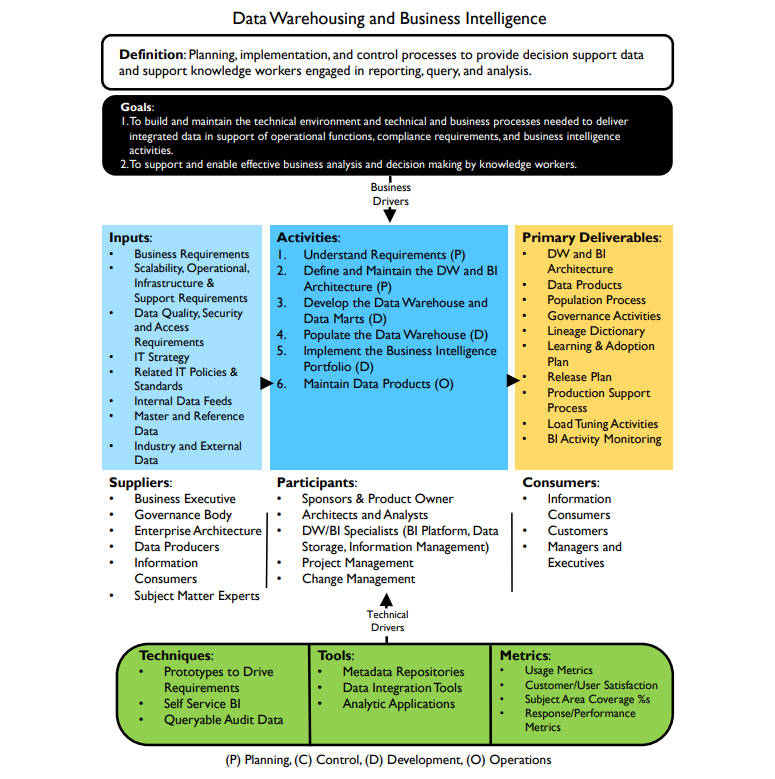 Data Warehousing and Business Intelligence
Definition: Planning, implementation, and control processes to provide decision support data
and support knowledge workers engaged in reporting, query, and analysis.
Goals:
1. To build and maintain the technical environment and technical and business processes needed to deliver
integrated data in support of operational functions, compliance requirements, and business intelligence
activities.
2. To support and enable effective business analysis and decision making by knowledge workers.
Business
Drivers
Inputs:
• Business Requirements
• Scalability, Operational,
Infrastructure &
Support Requirements
• Data Quality, Security
and Access
Requirements
• IT Strategy
• Related IT Policies &
Standards
• Internal Data Feeds
• Master and Reference
Data
• Industry and External
Data
Activities:
1. Understand Requirements (P)
2. Define and Maintain the DW and BI
Architecture (P)
3. Develop the Data Warehouse and
Data Marts (D)
4. Populate the Data Warehouse (D)
5. Implement the Business Intelligence
Portfolio (D)
6. Maintain Data Products (O)
Primary Deliverables:
• DW and BI
Architecture
• Data Products
• Population Process
• Governance Activities
• Lineage Dictionary
• Learning & Adoption
Plan
• Release Plan
• Production Support
Process
• Load Tuning Activities
• BI Activity Monitoring
Suppliers:
• Business Executive
• Governance Body
• Enterprise Architecture
• Data Producers
• Information
Consumers
• Subject Matter Experts
Participants:
• Sponsors & Product Owner
• Architects and Analysts
• DW/BI Specialists (BI Platform, Data
Storage, Information Management)
• Project Management
• Change Management
Consumers:
• Information
Consumers
• Customers
• Managers and
Executives
Technical
Drivers
Techniques:
• Prototypes to Drive
Requirements
• Self Service BI
• Queryable Audit Data
Tools:
• Metadata Repositories
• Data Integration Tools
• Analytic Applications
Metrics:
• Usage Metrics
• Customer/User Satisfaction
• Subject Area Coverage %s
• Response/Performance
Metrics
(P) Planning, (C) Control, (D) Development, (O) Operations